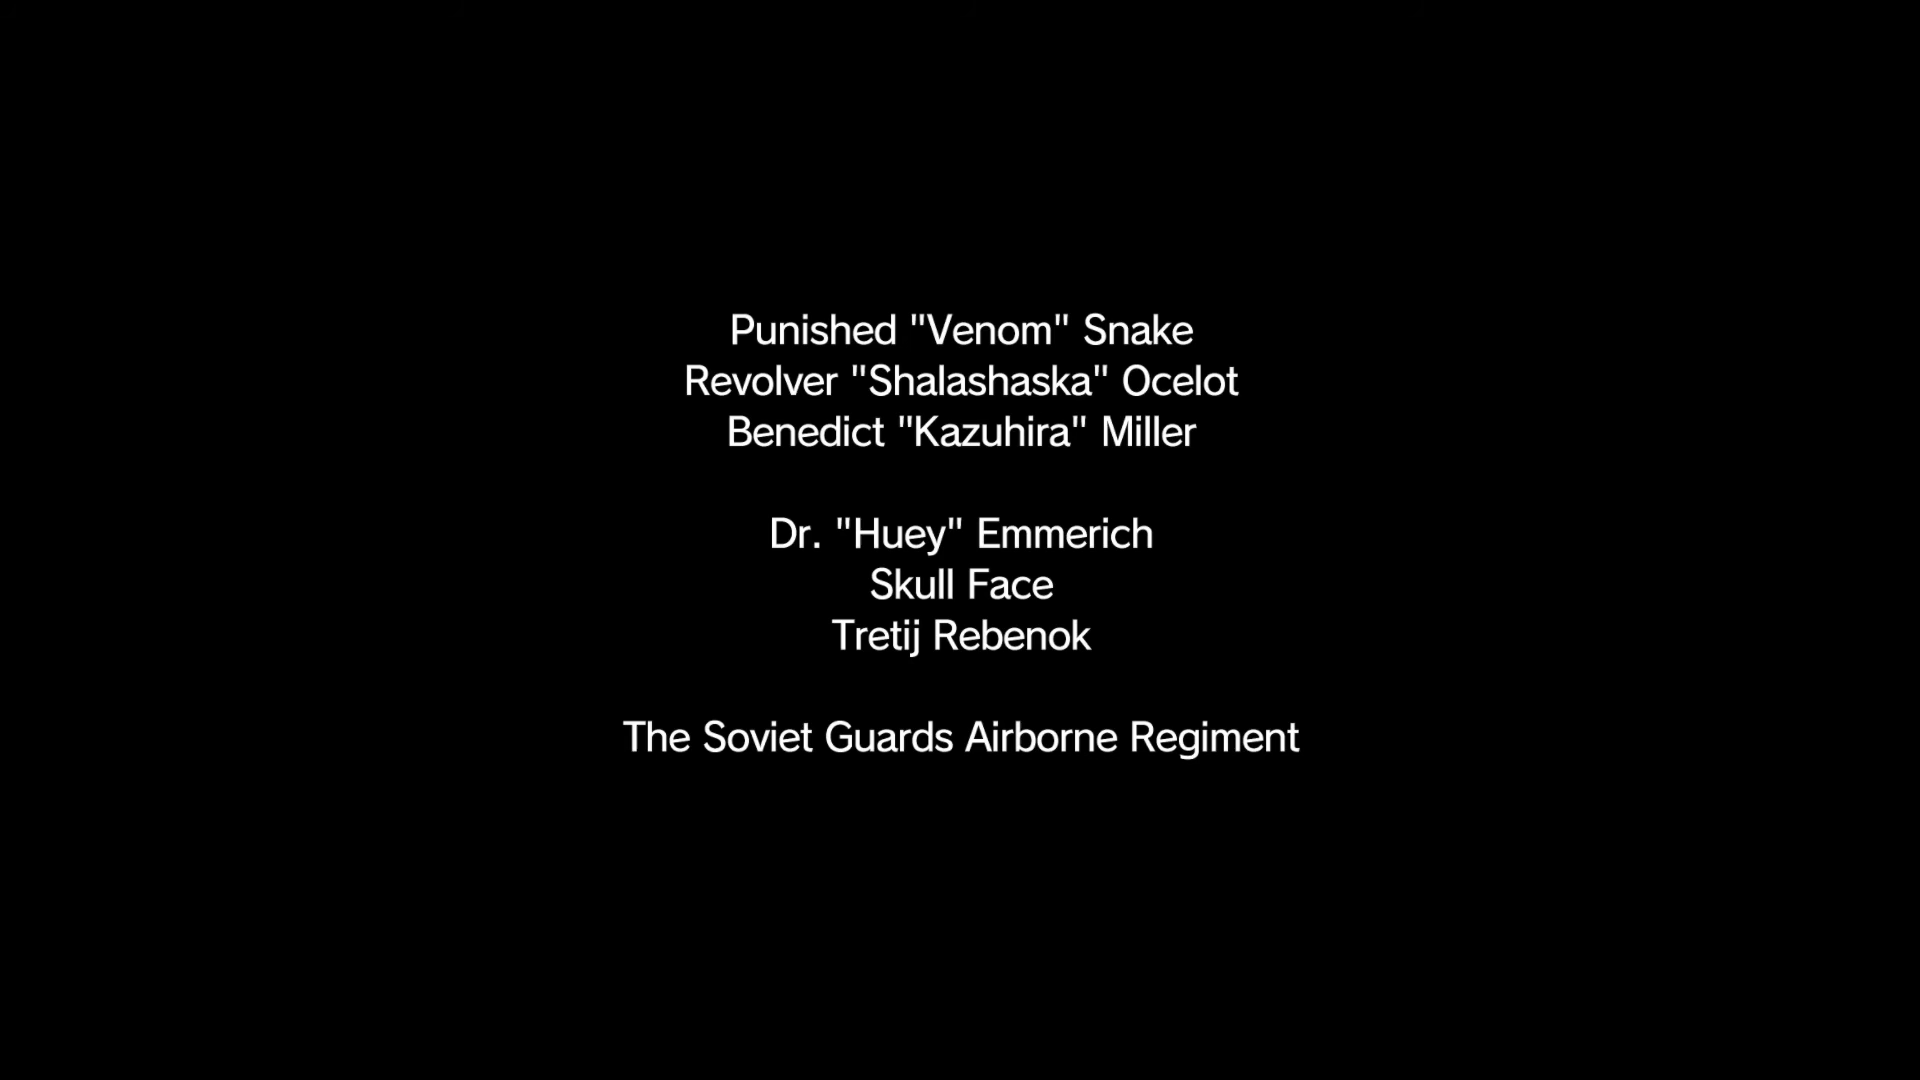 Punished "Venom" Snake
Revolver "Shalashaska" Ocelot
Benedict "Kazuhira" Miller
Dr. "Huey" Emmerich
Skull Face
Tretij Rebenok
The Soviet Guards Airborne Regiment